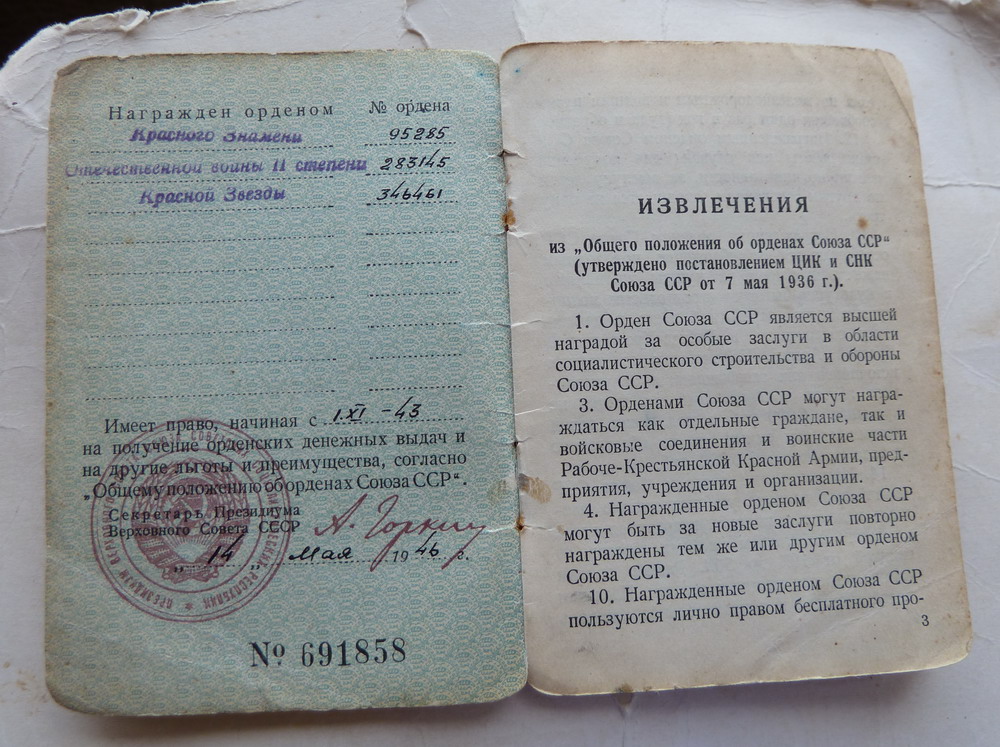 Награжден орденом № ордена
Красного Знамени 95285
Отечественной войны II степени 283145
Красной Звезды 346461
Имеет право, начиная с 1.XI -43
на получение орденских денежных выдач и
на другие льготы и преимущества, согласно
„Общему положению об орденах Союза ССР“.
Секретарь Президиума
Верховного Совета СССР А. Горкин
„14„ Мая 1946 г.
№ 691858
ИЗВЛЕЧЕНИЯ
из „Общего положения об орденах Союза ССР“
(утверждено постановлением ЦИК и СНК
Союза ССР от 7 мая 1936 г.).
1. Орден Союза ССР является высшей
наградой за особые заслуги в области
социалистического строительства и обороны
Союза ССР.
3. Орденами Союза ССР могут награ-
ждаться как отдельные граждане, так и
войсковые соединения и воинские части
Рабоче-Крестьянской Красной Армии, пред-
приятия, учреждения и организации.
4. Награжденные орденом Союза ССР
могут быть за новые заслуги повторно
награждены тем же или другим орденом
Союза ССР.
10. Награжденные орденом Союза ССР
пользуются лично правом бесплатного про-
3